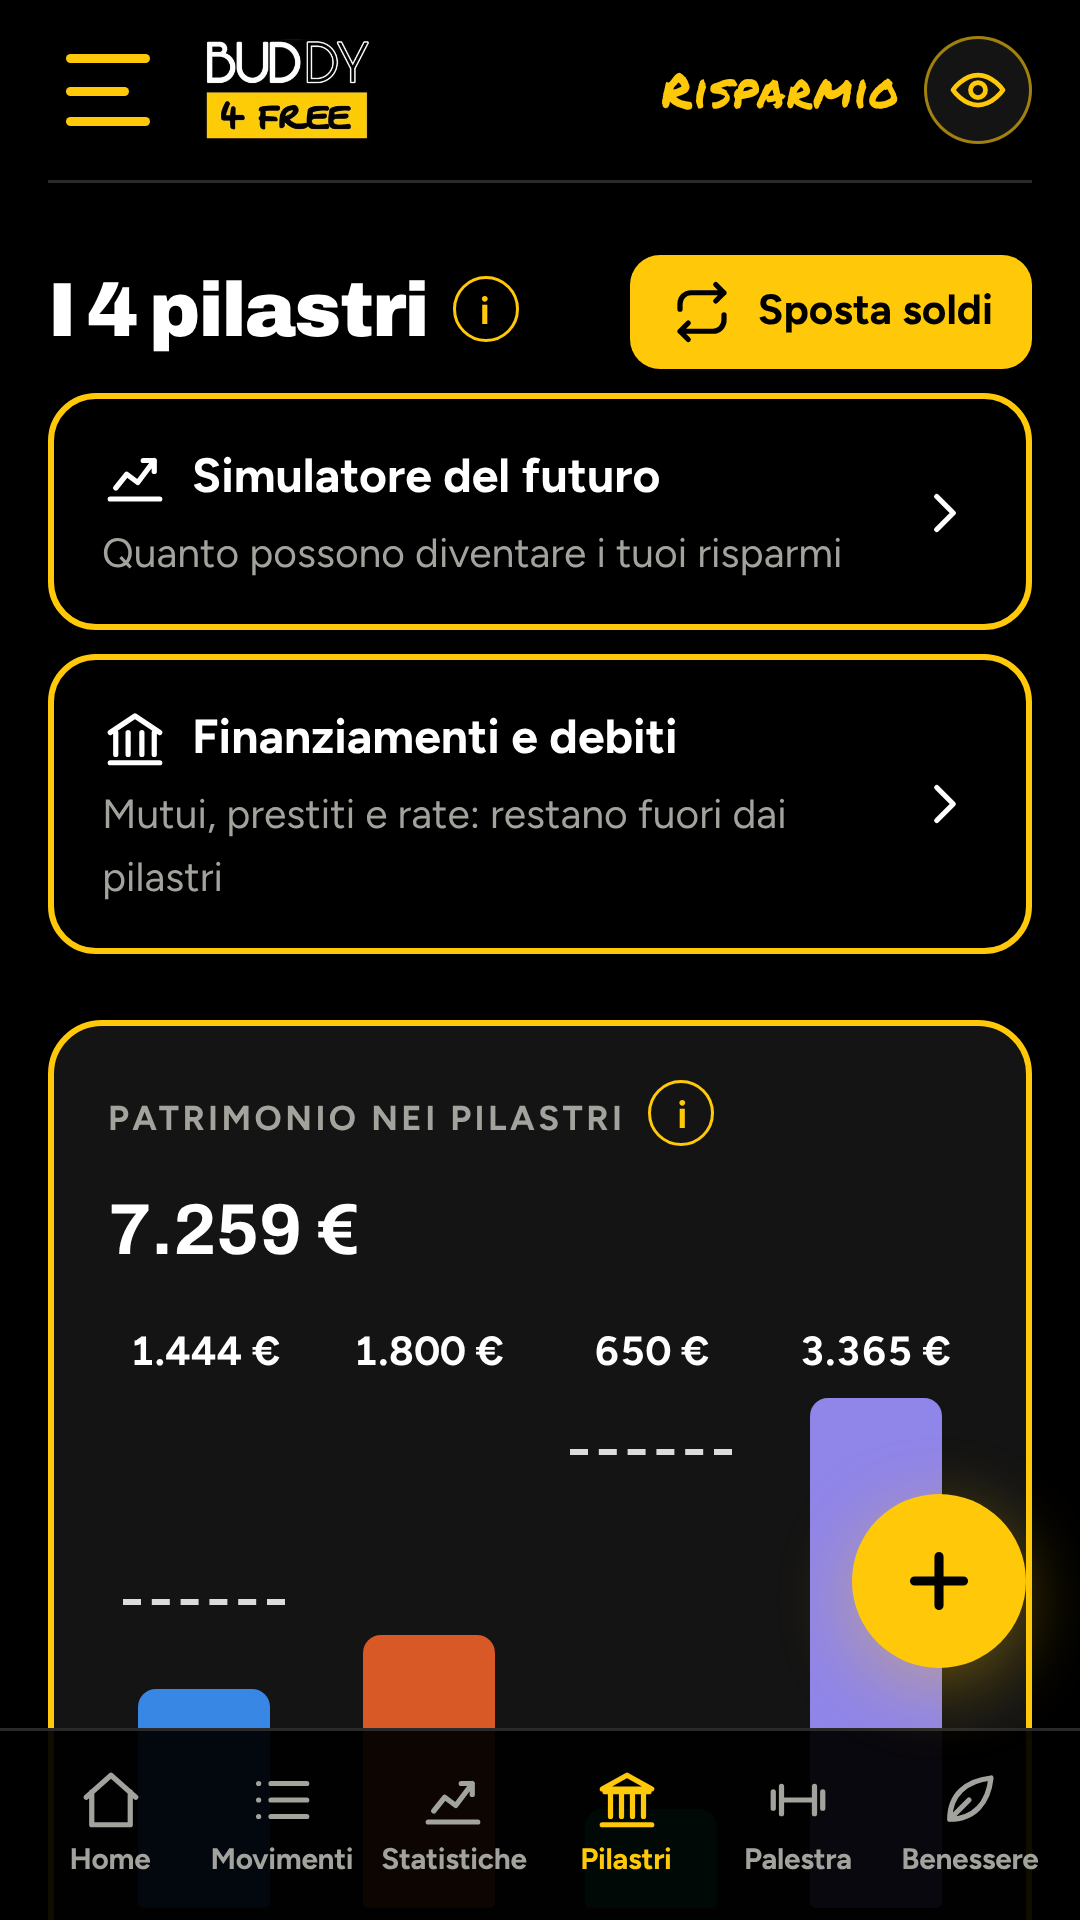 BUDDY
4 FREE
Risparmio
I 4 pilastri
i
Sposta soldi
Simulatore del futuro
Quanto possono diventare i tuoi risparmi
Finanziamenti e debiti
Mutui, prestiti e rate: restano fuori dai
pilastri
PATRIMONIO NEI PILASTRI
i
7.259 €
1.444 € 1.800 € 650 € 3.365 €
Home Movimenti Statistiche Pilastri Palestra Benessere